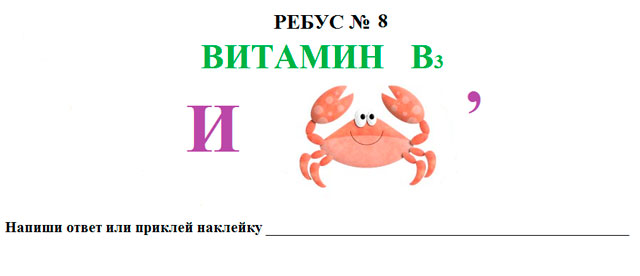 РЕБУС № 8
ВИТАМИН В3
И ,
Напиши ответ или приклей наклейку